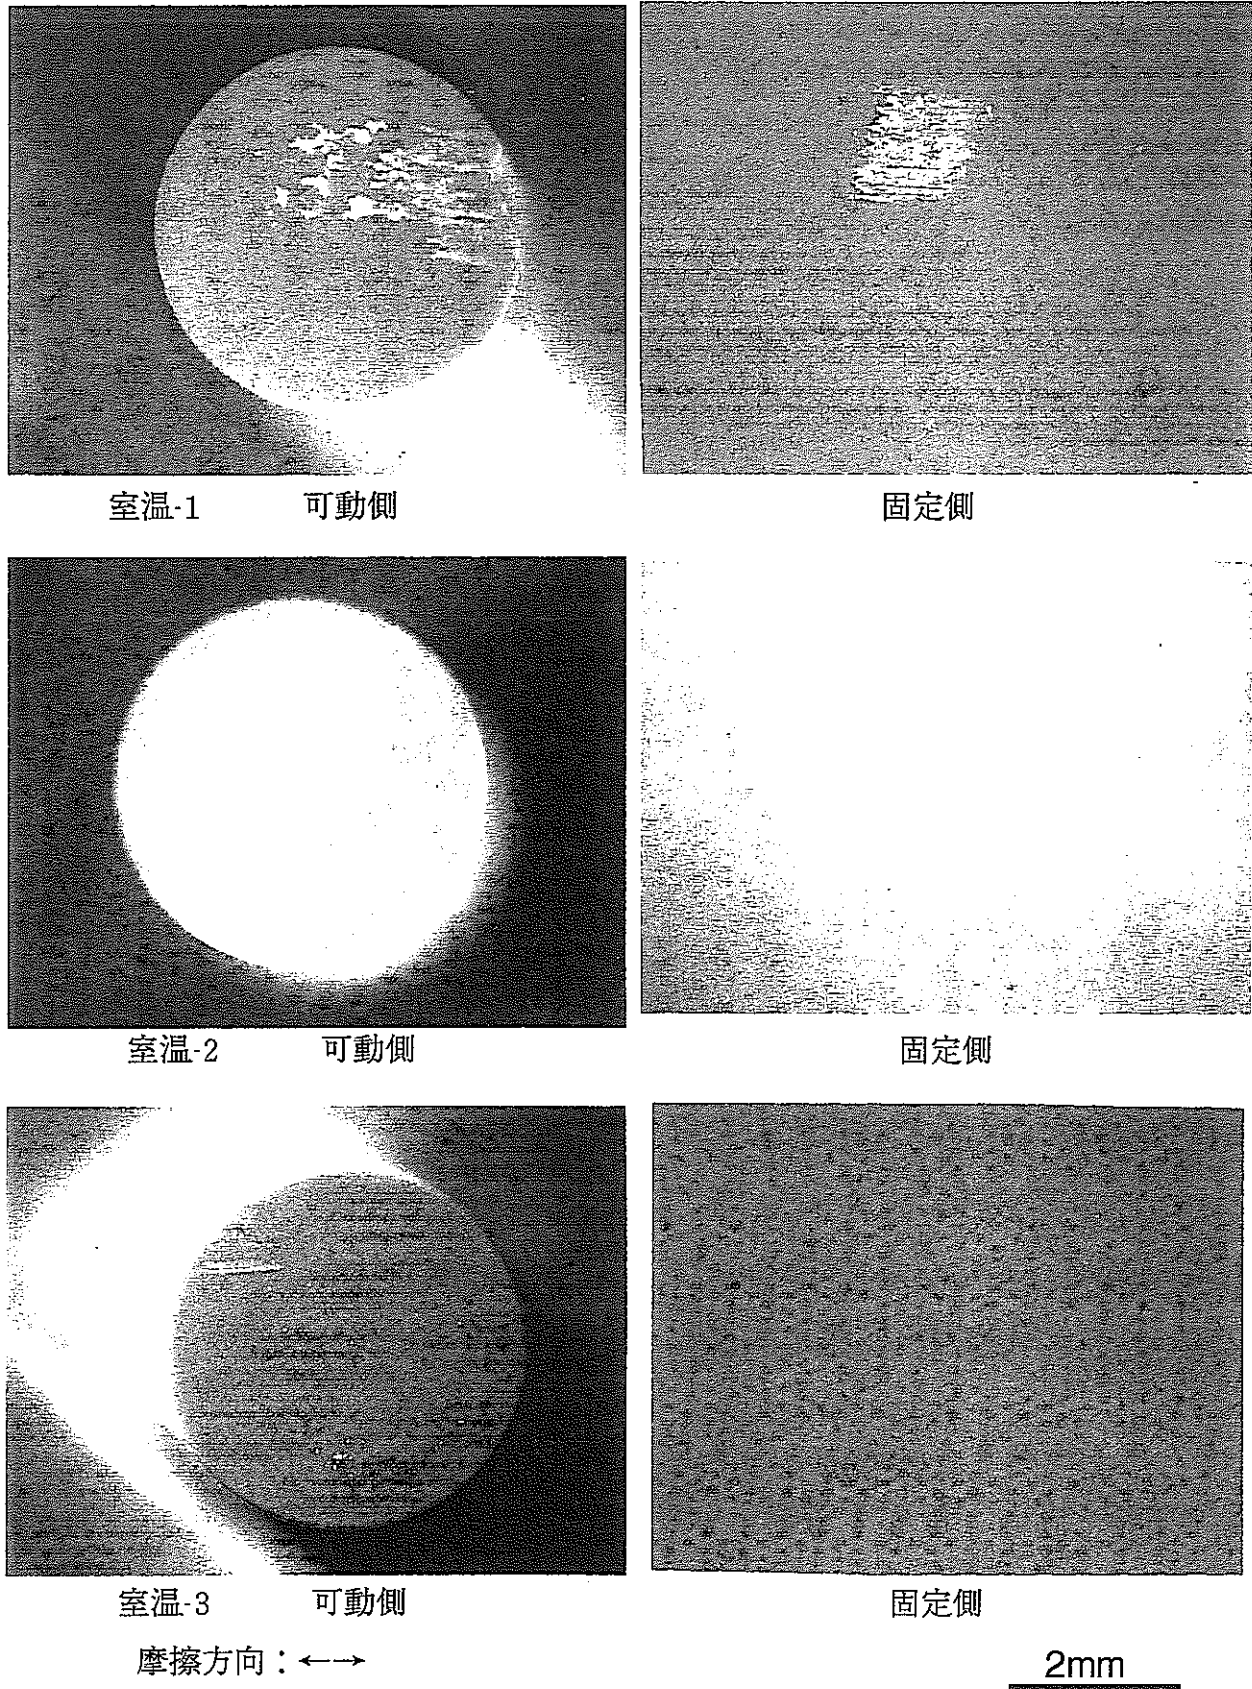 室温-1 可動側 固定側
室温-2 可動側 固定側
室温-3 可動側 固定側
摩擦方向：←→
2mm